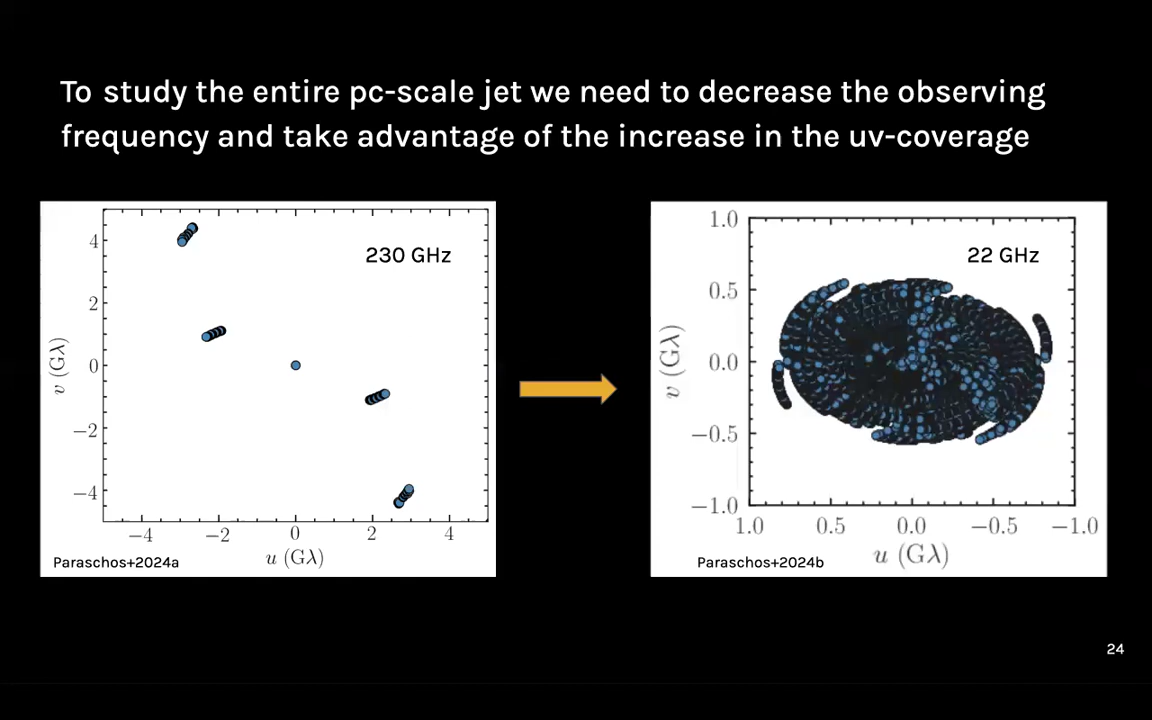 To study the entire pc-scale jet we need to decrease the observing
frequency and take advantage of the increase in the uv-coverage
230 GHz
4
2
0
−2
−4
v (Gλ)
−4 −2 0 2 4
u (Gλ)
Paraschos+2024a
22 GHz
1.0
0.5
0.0
−0.5
−1.0
v (Gλ)
1.0 0.5 0.0 −0.5 −1.0
u (Gλ)
Paraschos+2024b
24